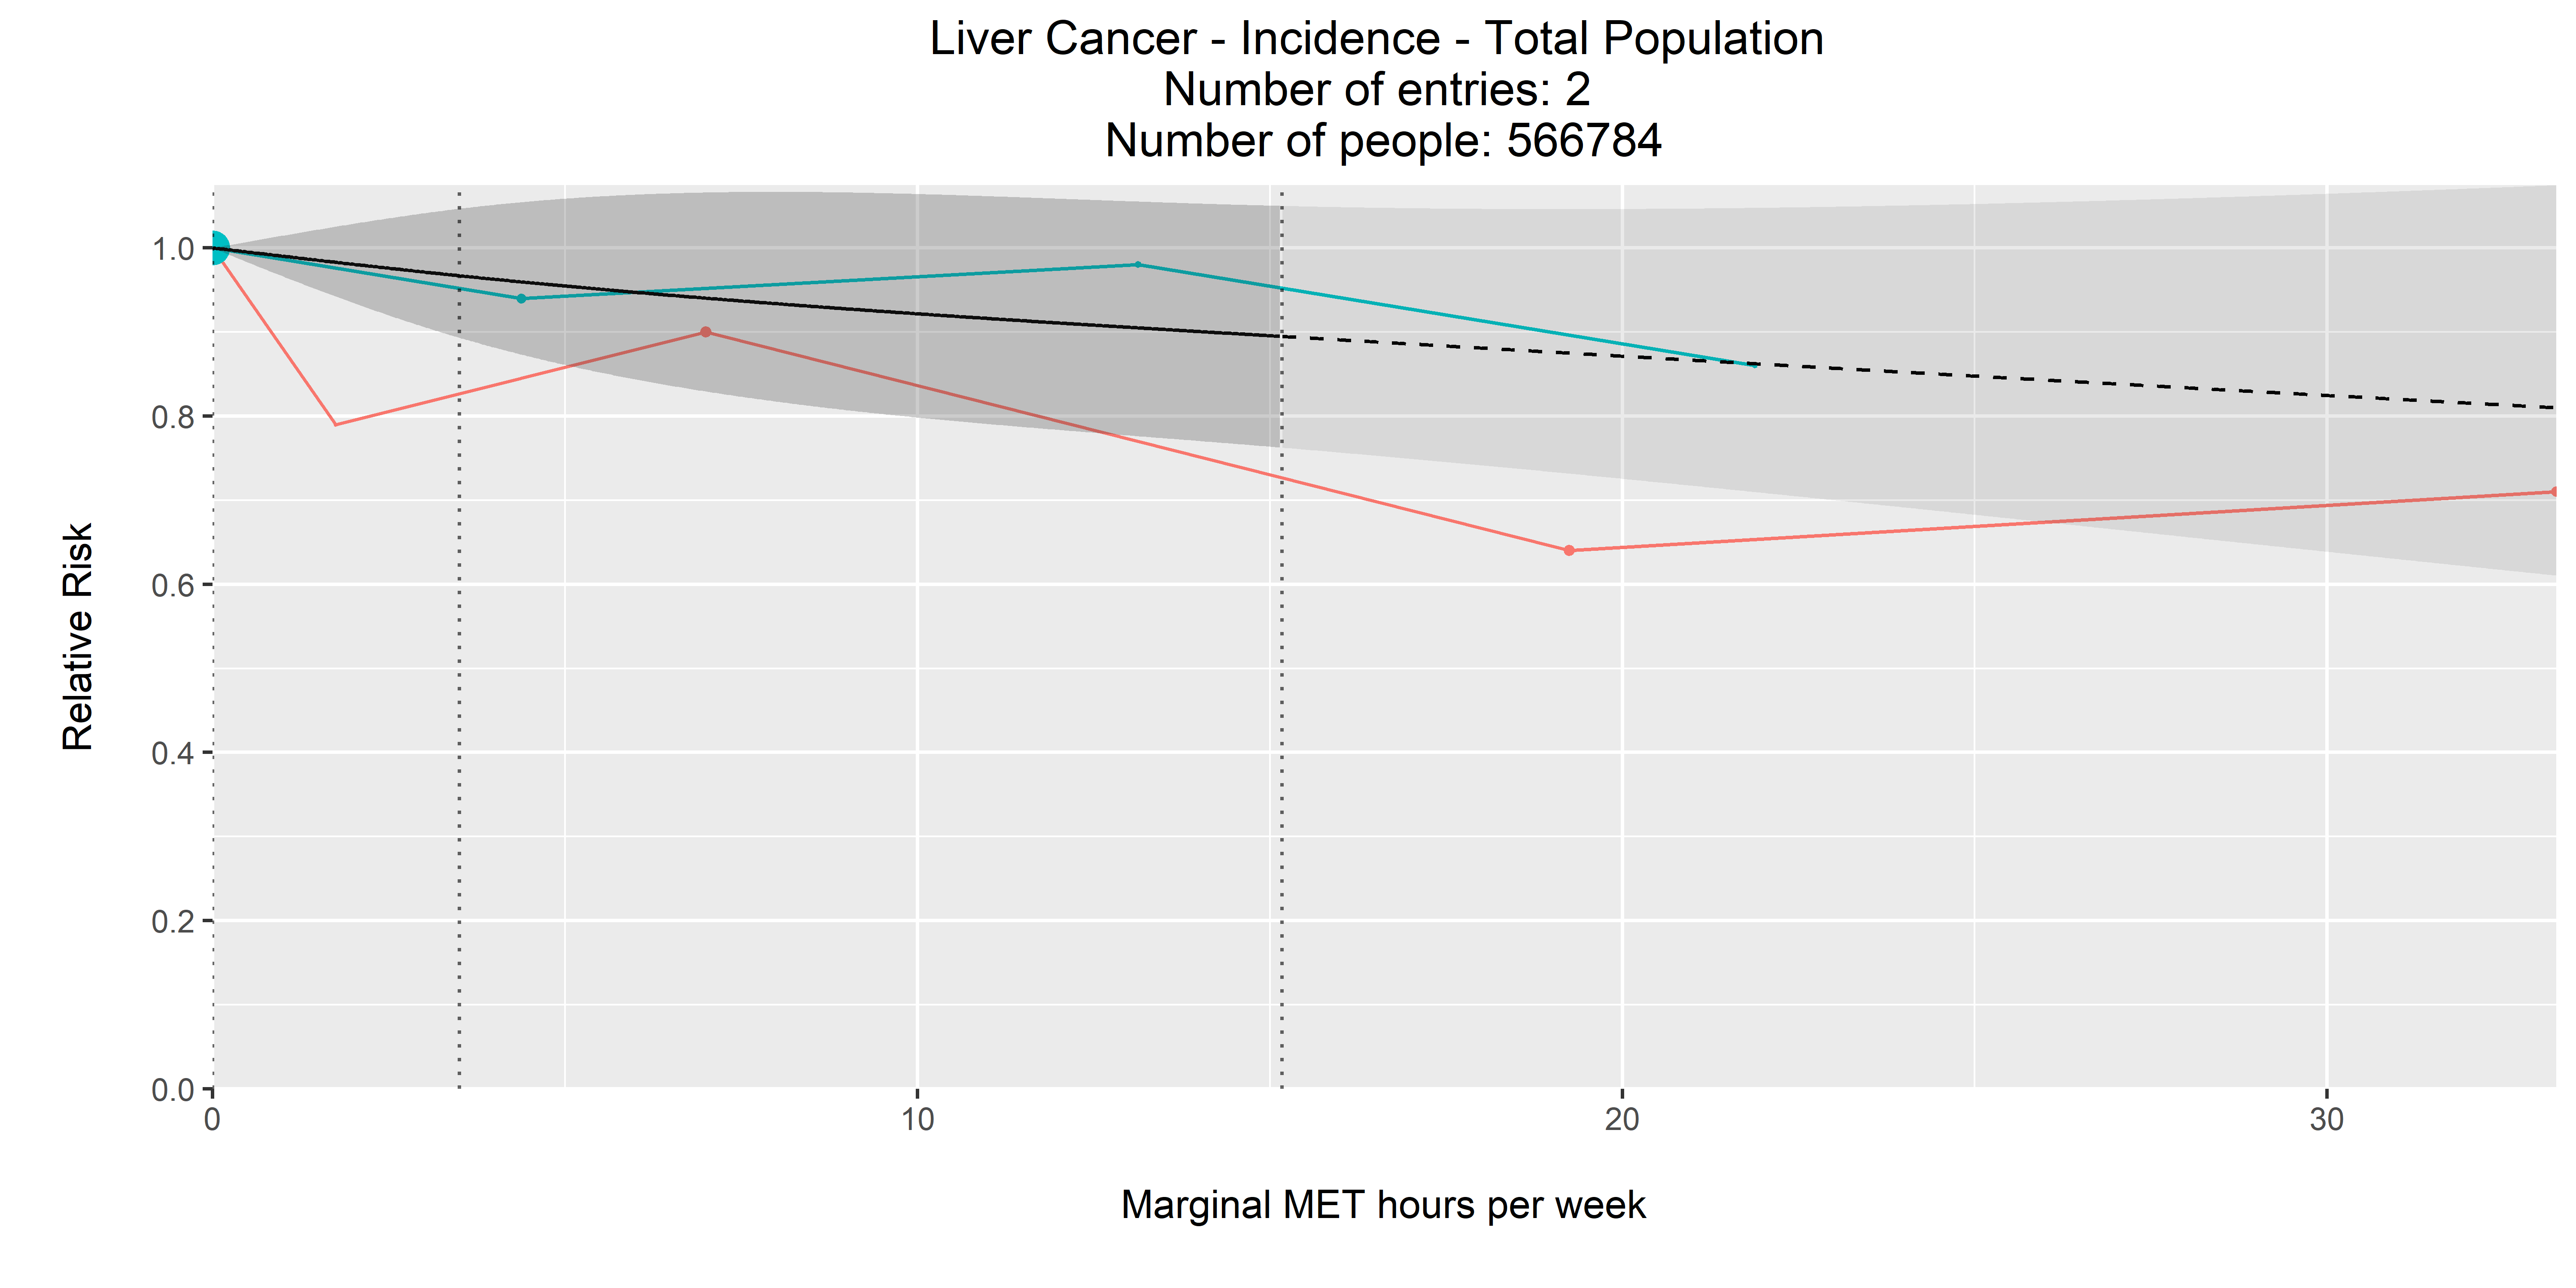 Liver Cancer - Incidence - Total Population
Number of entries: 2
Number of people: 566784
Relative Risk
1.0
0.8
0.6
0.4
0.2
0.0
0 10 20 30
Marginal MET hours per week